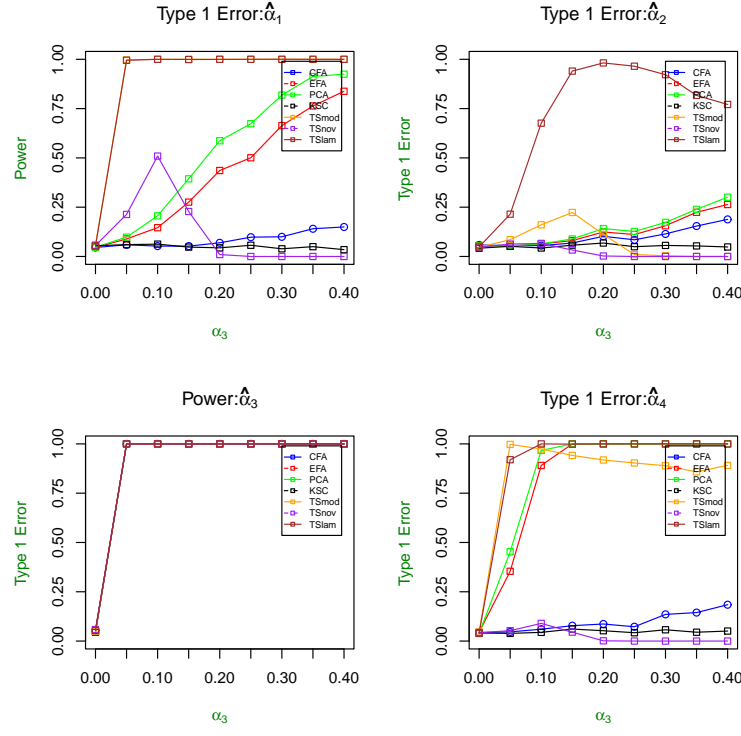 Type 1 Error:α̂₁
Power
1.00
0.75
0.50
0.25
0.00
0.00
0.10
0.20
0.30
0.40
α₃
CFA
EFA
PCA
KSC
TSmod
TSnov
TSlam
Type 1 Error:α̂₂
Type 1 Error
1.00
0.75
0.50
0.25
0.00
0.00
0.10
0.20
0.30
0.40
α₃
CFA
EFA
PCA
KSC
TSmod
TSnov
TSlam
Power:α̂₃
Type 1 Error
1.00
0.75
0.50
0.25
0.00
0.00
0.10
0.20
0.30
0.40
α₃
CFA
EFA
PCA
KSC
TSmod
TSnov
TSlam
Type 1 Error:α̂₄
Type 1 Error
1.00
0.75
0.50
0.25
0.00
0.00
0.10
0.20
0.30
0.40
α₃
CFA
EFA
PCA
KSC
TSmod
TSnov
TSlam